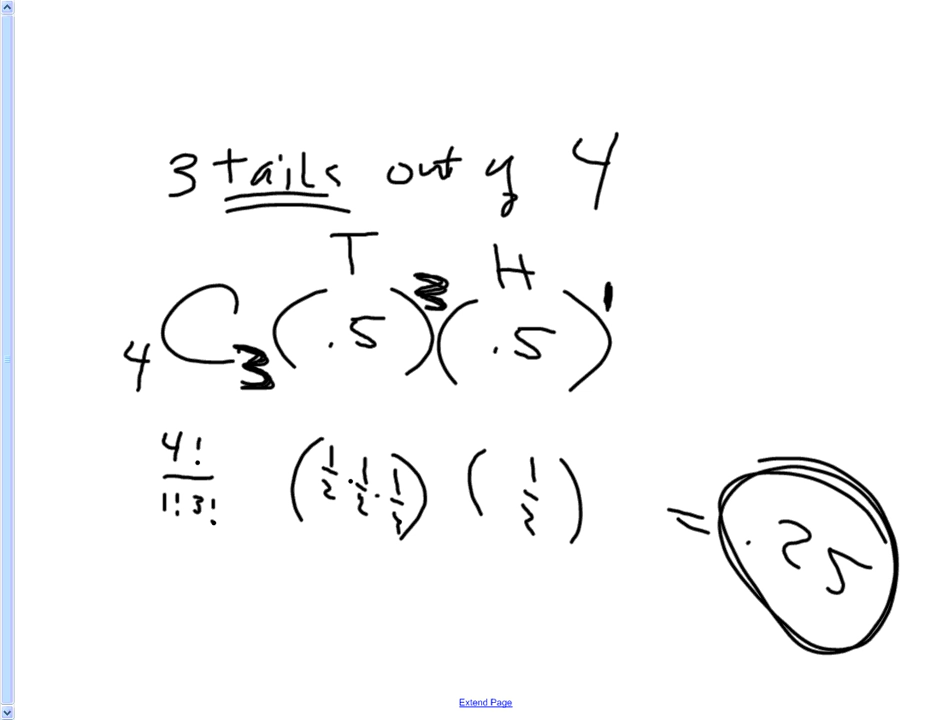 3 tails out of 4
T H
4C3 (.5)^3 (.5)^1
4!/1!3! (1/2 · 1/2 · 1/2) (1/2) = .25
Extend Page